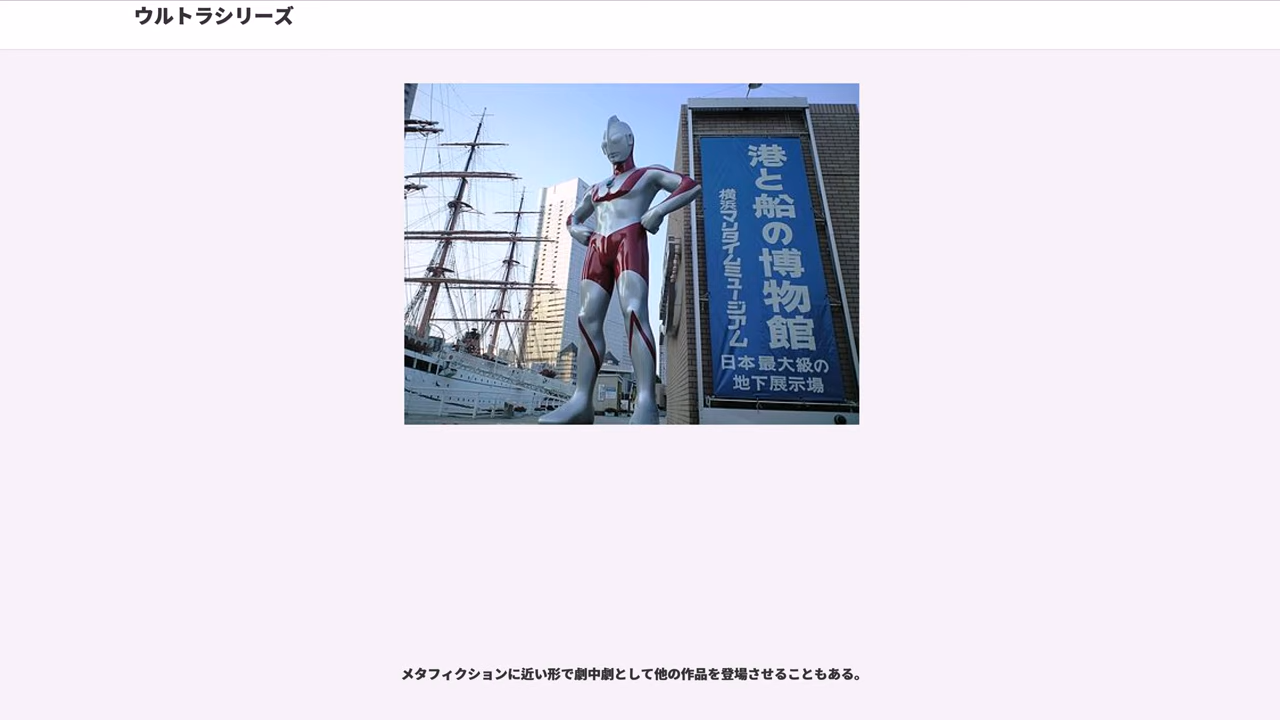 ウルトラシリーズ
港と船の博物館
横浜マリタイムミュージアム
日本最大級の
地下展示場
メタフィクションに近い形で劇中劇として他の作品を登場させることもある。